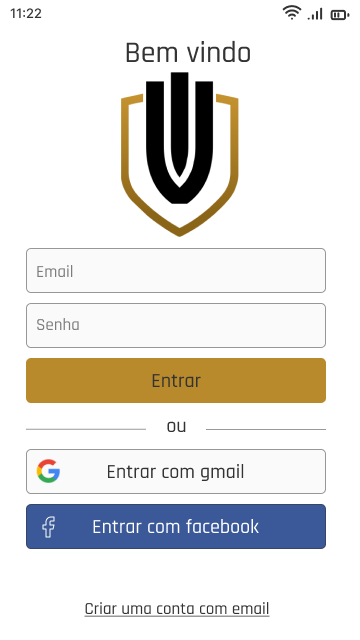 11:22
Bem vindo
Email
Senha
Entrar
ou
Entrar com gmail
Entrar com facebook
Criar uma conta com email